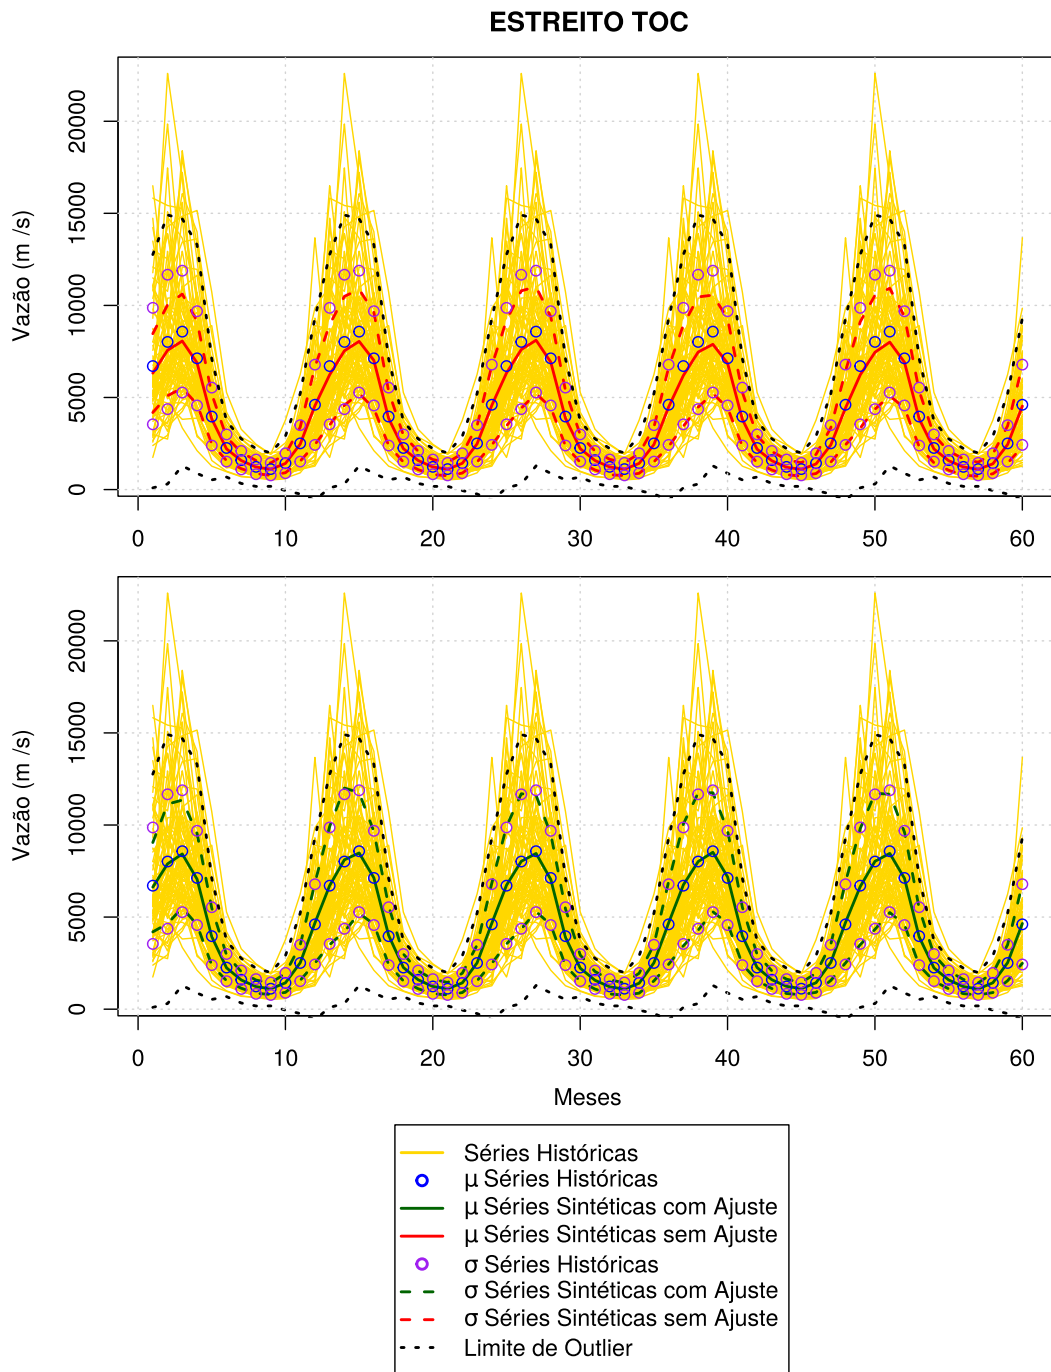 ESTREITO TOC
Vazão (m /s)
20000
15000
10000
5000
0
0 10 20 30 40 50 60
Vazão (m /s)
20000
15000
10000
5000
0
0 10 20 30 40 50 60
Meses
Séries Históricas
μ Séries Históricas
μ Séries Sintéticas com Ajuste
μ Séries Sintéticas sem Ajuste
σ Séries Históricas
σ Séries Sintéticas com Ajuste
σ Séries Sintéticas sem Ajuste
Limite de Outlier